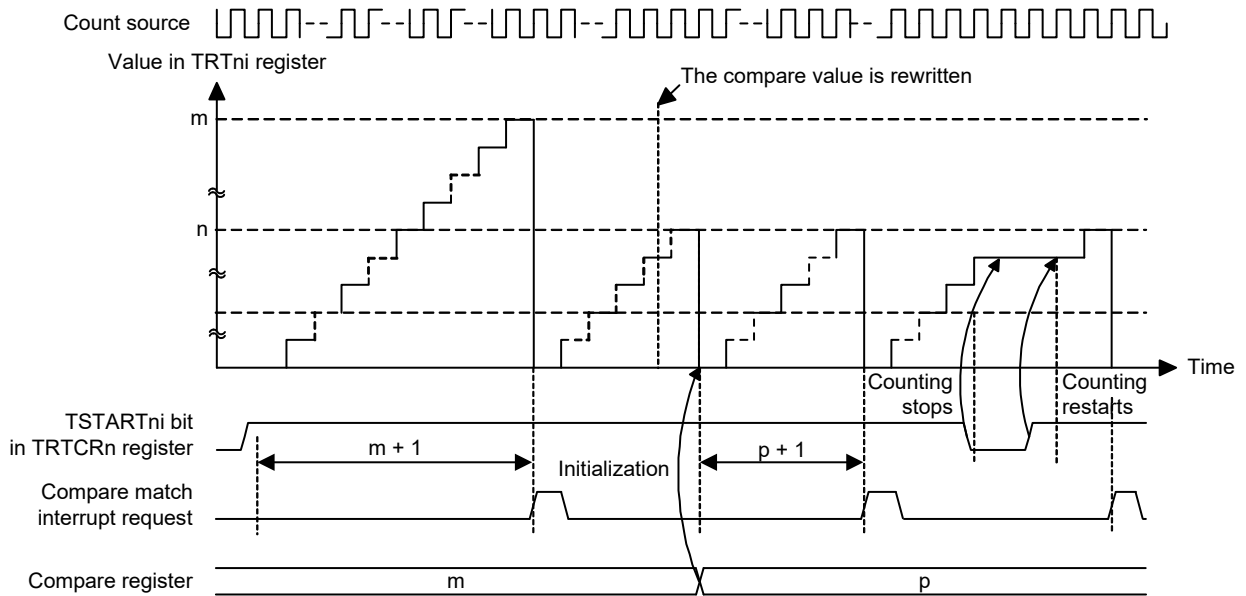 Count source
Value in TRTni register
The compare value is rewritten
m
n
Time
Counting
stops
Counting
restarts
TSTARTni bit
in TRTCRn register
m + 1
Initialization
p + 1
Compare match
interrupt request
Compare register
m
p